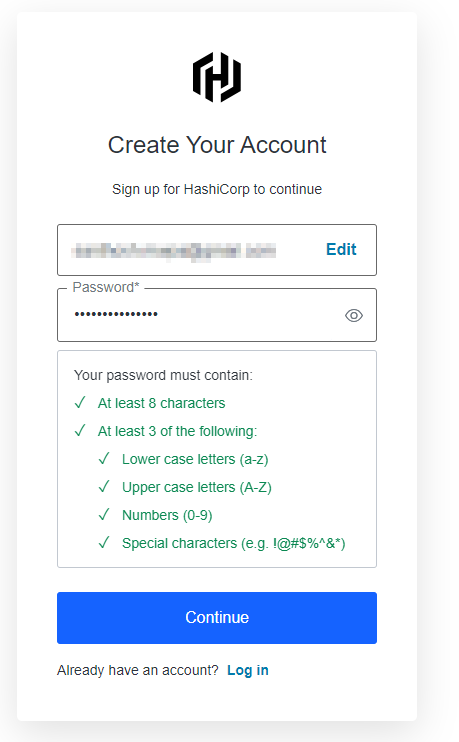 Create Your Account
Sign up for HashiCorp to continue
Edit
Password*
•••••••••••••••
Your password must contain:
✓ At least 8 characters
✓ At least 3 of the following:
✓ Lower case letters (a-z)
✓ Upper case letters (A-Z)
✓ Numbers (0-9)
✓ Special characters (e.g. !@#$%^&*)
Continue
Already have an account? Log in